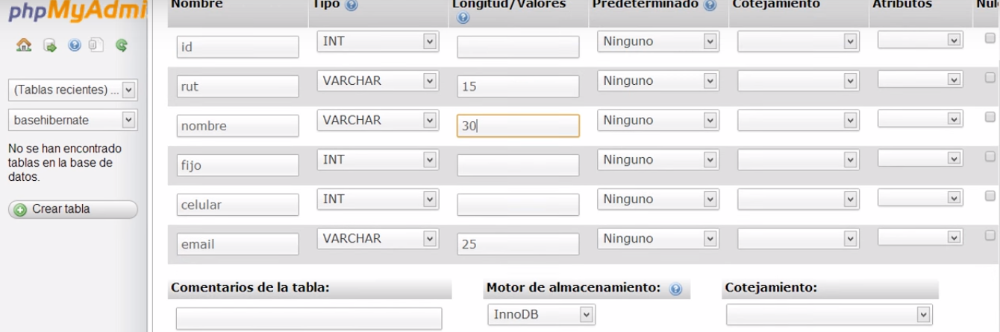 phpMyAdmi
Nombre Tipo Longitud/Valores Predeterminado Cotejamiento Atributos Nul
id INT Ninguno
rut VARCHAR 15 Ninguno
nombre VARCHAR 30 Ninguno
fijo INT Ninguno
celular INT Ninguno
email VARCHAR 25 Ninguno
(Tablas recientes) ...
basehibernate
No se han encontrado
tablas en la base de
datos.
Crear tabla
Comentarios de la tabla: Motor de almacenamiento: Cotejamiento:
InnoDB